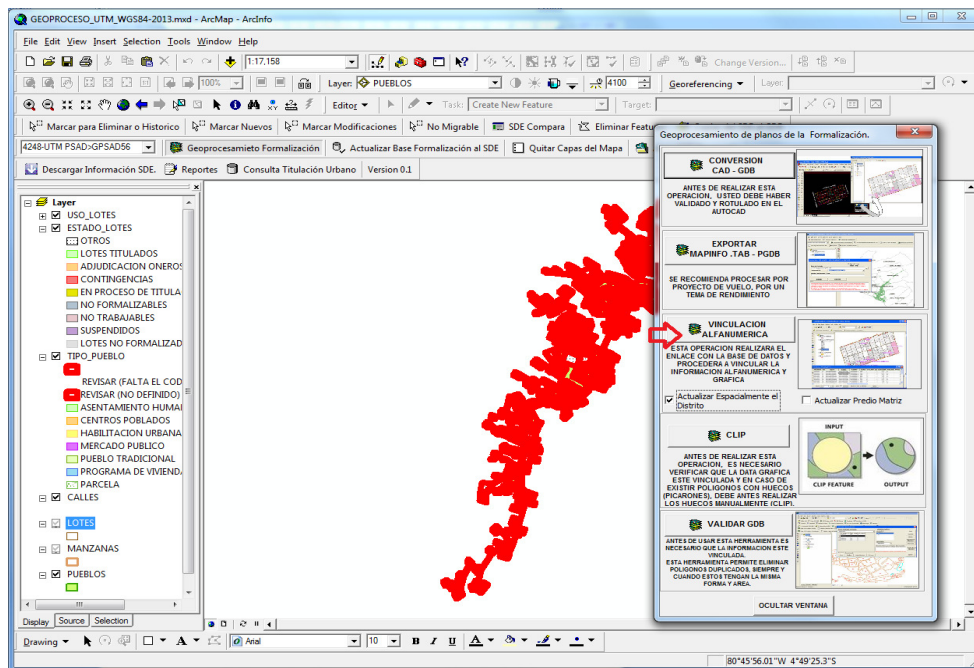 GEOPROCESO_UTM_WGS84-2013.mxd - ArcMap - ArcInfo
File Edit View Insert Selection Tools Window Help
1:17,158
Change Version...
100%
Layer: PUEBLOS
4100
Georeferencing
Layer:
Editor
Task: Create New Feature
Target:
Marcar para Eliminar o Historico
Marcar Nuevos
Marcar Modificaciones
No Migrable
SDE Compara
Eliminar Featu
4248-UTM PSAD>GPSAD56
Geoprocesamieto Formalización
Actualizar Base Formalización al SDE
Quitar Capas del Mapa
Descargar Información SDE.
Reportes
Consulta Titulación Urbano
Version 0.1
Layer
USO_LOTES
ESTADO_LOTES
OTROS
LOTES TITULADOS
ADJUDICACION ONEROS
CONTINGENCIAS
EN PROCESO DE TITULA
NO FORMALIZABLES
NO TRABAJABLES
SUSPENDIDOS
LOTES NO FORMALIZAD
TIPO_PUEBLO
REVISAR (FALTA EL COD
REVISAR (NO DEFINIDO)
ASENTAMIENTO HUMAI
CENTROS POBLADOS
HABILITACION URBANA
MERCADO PUBLICO
PUEBLO TRADICIONAL
PROGRAMA DE VIVIEND
PARCELA
CALLES
LOTES
MANZANAS
PUEBLOS
Display Source Selection
Drawing
Arial
10
B I U
A
80°45'56.01"W 4°49'25.3"S
Geoprocesamiento de planos de la Formalización.
CONVERSION
CAD - GDB
ANTES DE REALIZAR ESTA
OPERACION, USTED DEBE HABER
VALIDADO Y ROTULADO EN EL
AUTOCAD
EXPORTAR
MAPINFO .TAB - PGDB
SE RECOMIENDA PROCESAR POR
PROYECTO DE VUELO, POR UN
TEMA DE RENDIMIENTO
VINCULACION
ALFANUMERICA
ESTA OPERACION REALIZARA EL
ENLACE CON LA BASE DE DATOS Y
PROCEDERA A VINCULAR LA
INFORMACION ALFANUMERICA Y
GRAFICA
Actualizar Espacialmente el
Distrito
Actualizar Predio Matriz
CLIP
ANTES DE REALIZAR ESTA
OPERACION, ES NECESARIO
VERIFICAR QUE LA DATA GRAFICA
ESTE VINCULADA Y EN CASO DE
EXISTIR POLIGONOS CON HUECOS
(PICARONES), DEBE ANTES REALIZAR
LOS HUECOS MANUALMENTE (CLIP).
INPUT
CLIP FEATURE
OUTPUT
VALIDAR GDB
ANTES DE USAR ESTA HERRAMIENTA ES
NECESARIO QUE LA INFORMACION ESTE
VINCULADA.
ESTA HERRAMIENTA PERMITE ELIMINAR
POLIGONOS DUPLICADOS, SIEMPRE Y
CUANDO ESTOS TENGAN LA MISMA
FORMA Y AREA.
OCULTAR VENTANA